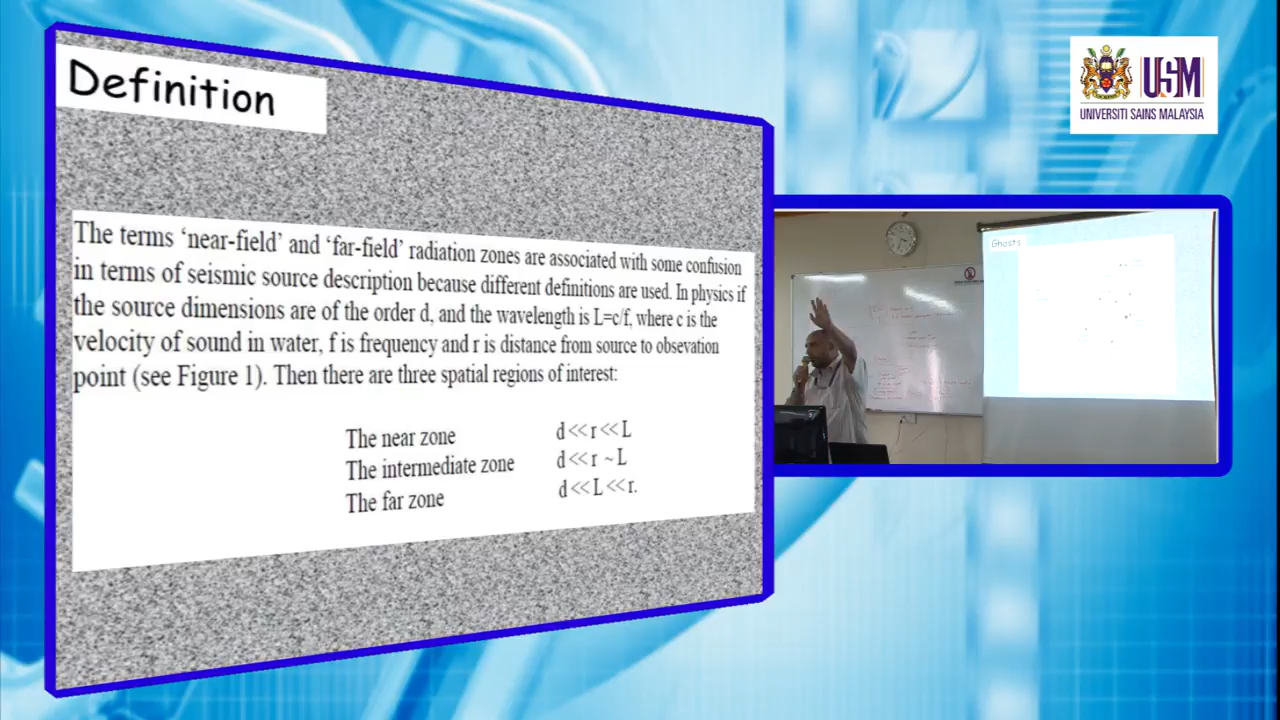 Definition
The terms ‘near-field’ and ‘far-field’ radiation zones are associated with some confusion
in terms of seismic source description because different definitions are used. In physics if
the source dimensions are of the order d, and the wavelength is L=c/f, where c is the
velocity of sound in water, f is frequency and r is distance from source to obsevation
point (see Figure 1). Then there are three spatial regions of interest:
The near zone d<<r<<L
The intermediate zone d<<r ~L
The far zone d<<L<<r.
USM
UNIVERSITI SAINS MALAYSIA
Ghosts